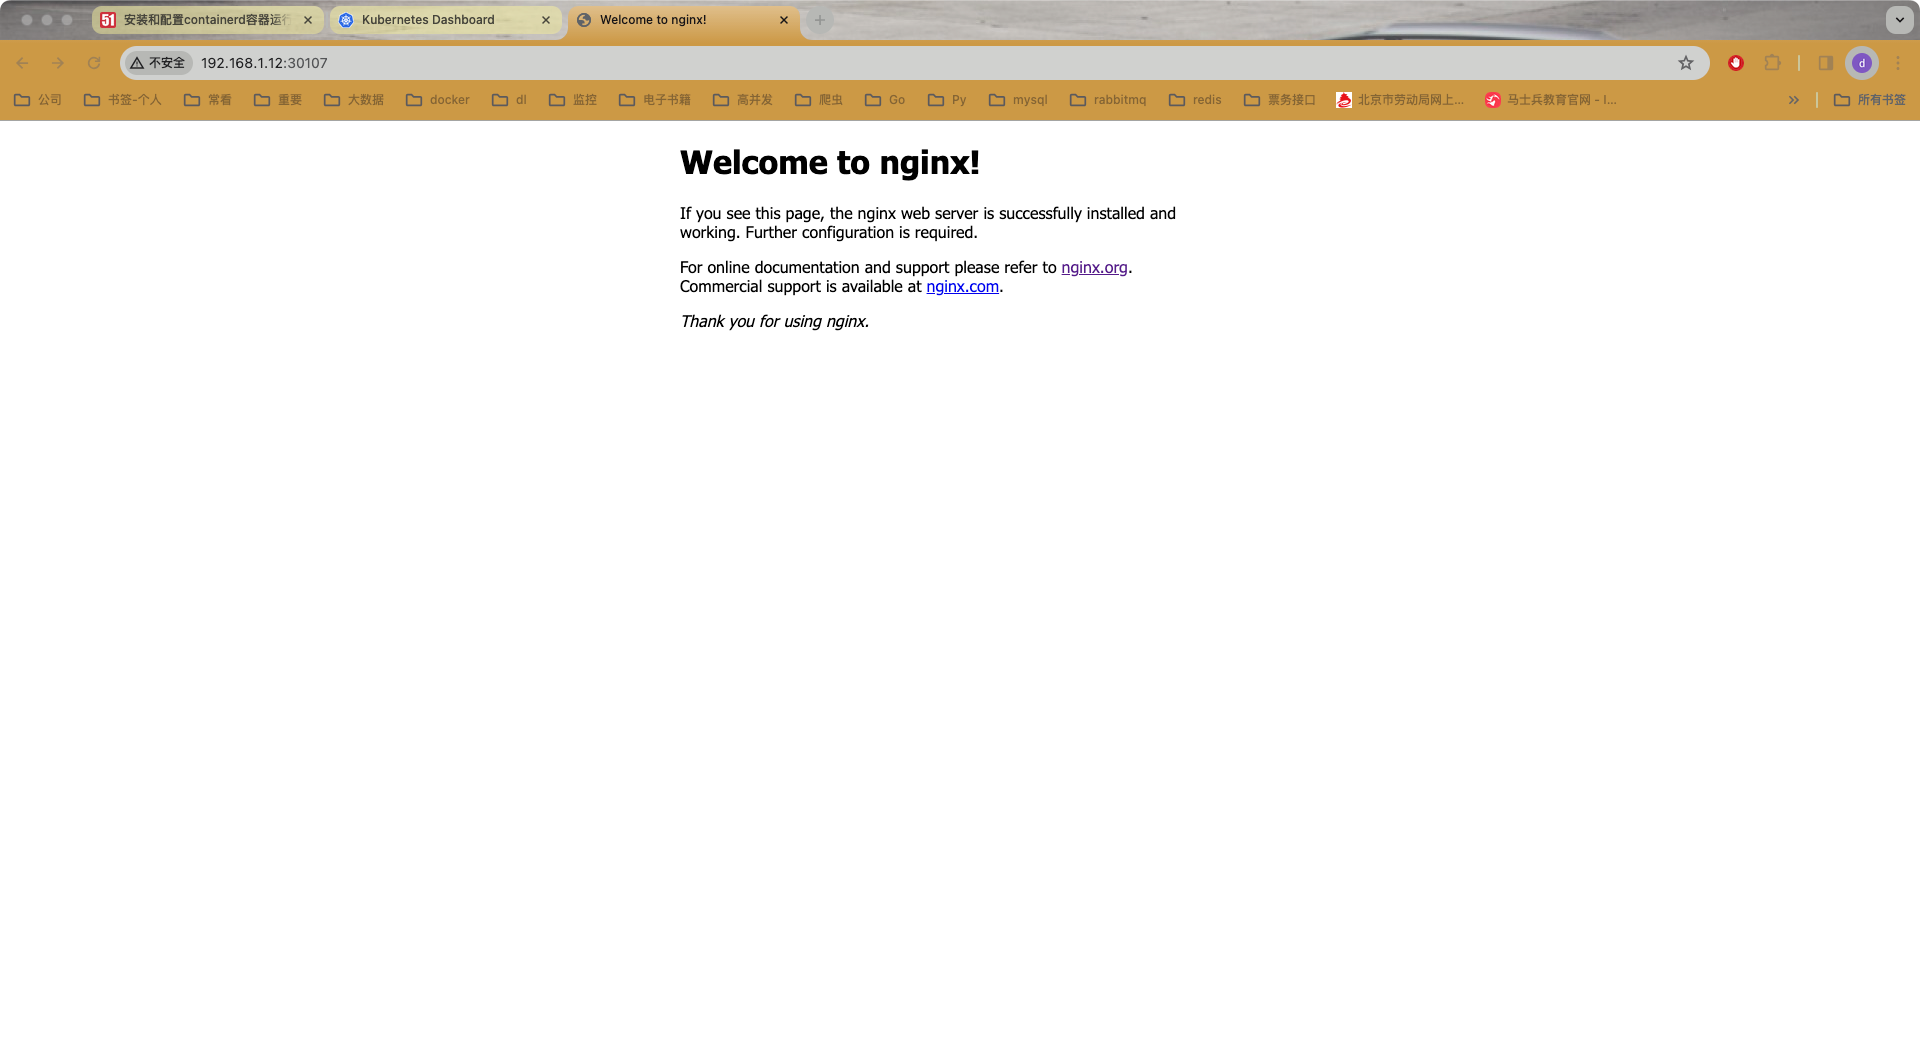 51 安装和配置containerd容器运行
Kubernetes Dashboard
Welcome to nginx!
不安全 192.168.1.12:30107
d
公司 书签-个人 常看 重要 大数据 docker dl 监控 电子书籍 高并发 爬虫 Go Py mysql rabbitmq redis 票务接口 北京市劳动局网上... 马士兵教育官网 - I... 所有书签
Welcome to nginx!
If you see this page, the nginx web server is successfully installed and
working. Further configuration is required.
For online documentation and support please refer to nginx.org.
Commercial support is available at nginx.com.
Thank you for using nginx.